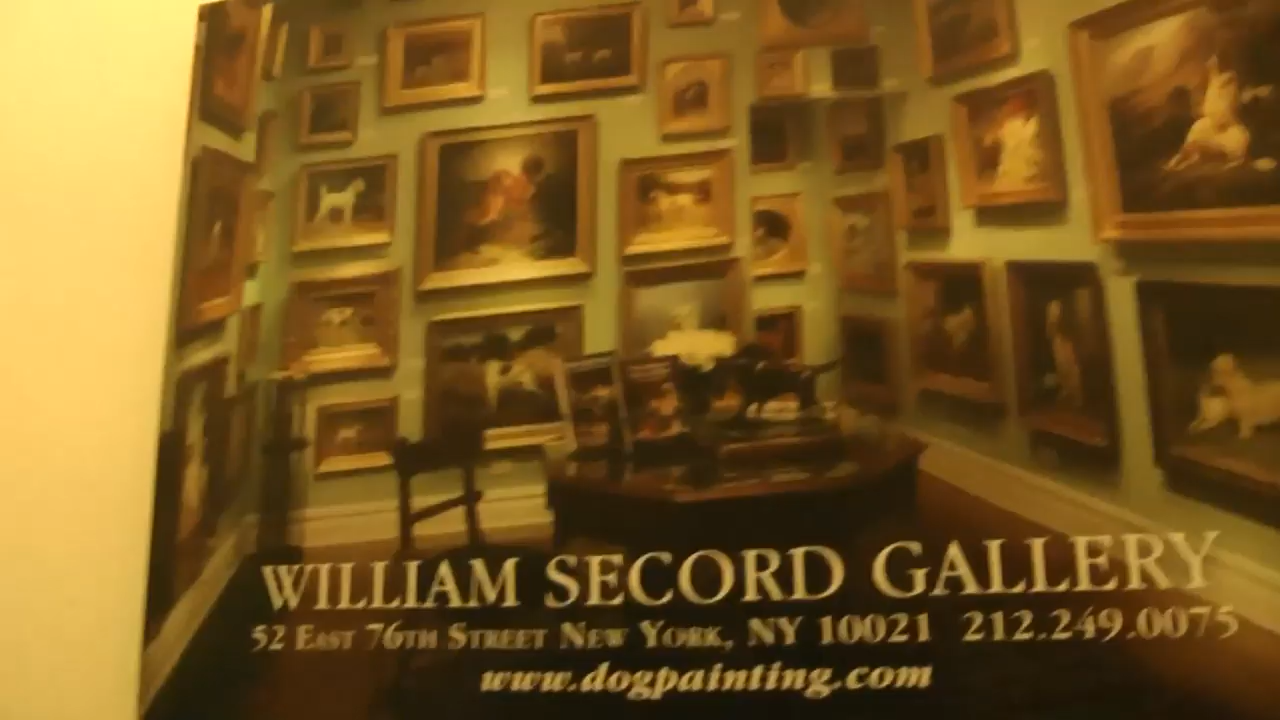 WILLIAM SECORD GALLERY
52 EAST 76TH STREET NEW YORK, NY 10021 212.249.0075
www.dogpainting.com